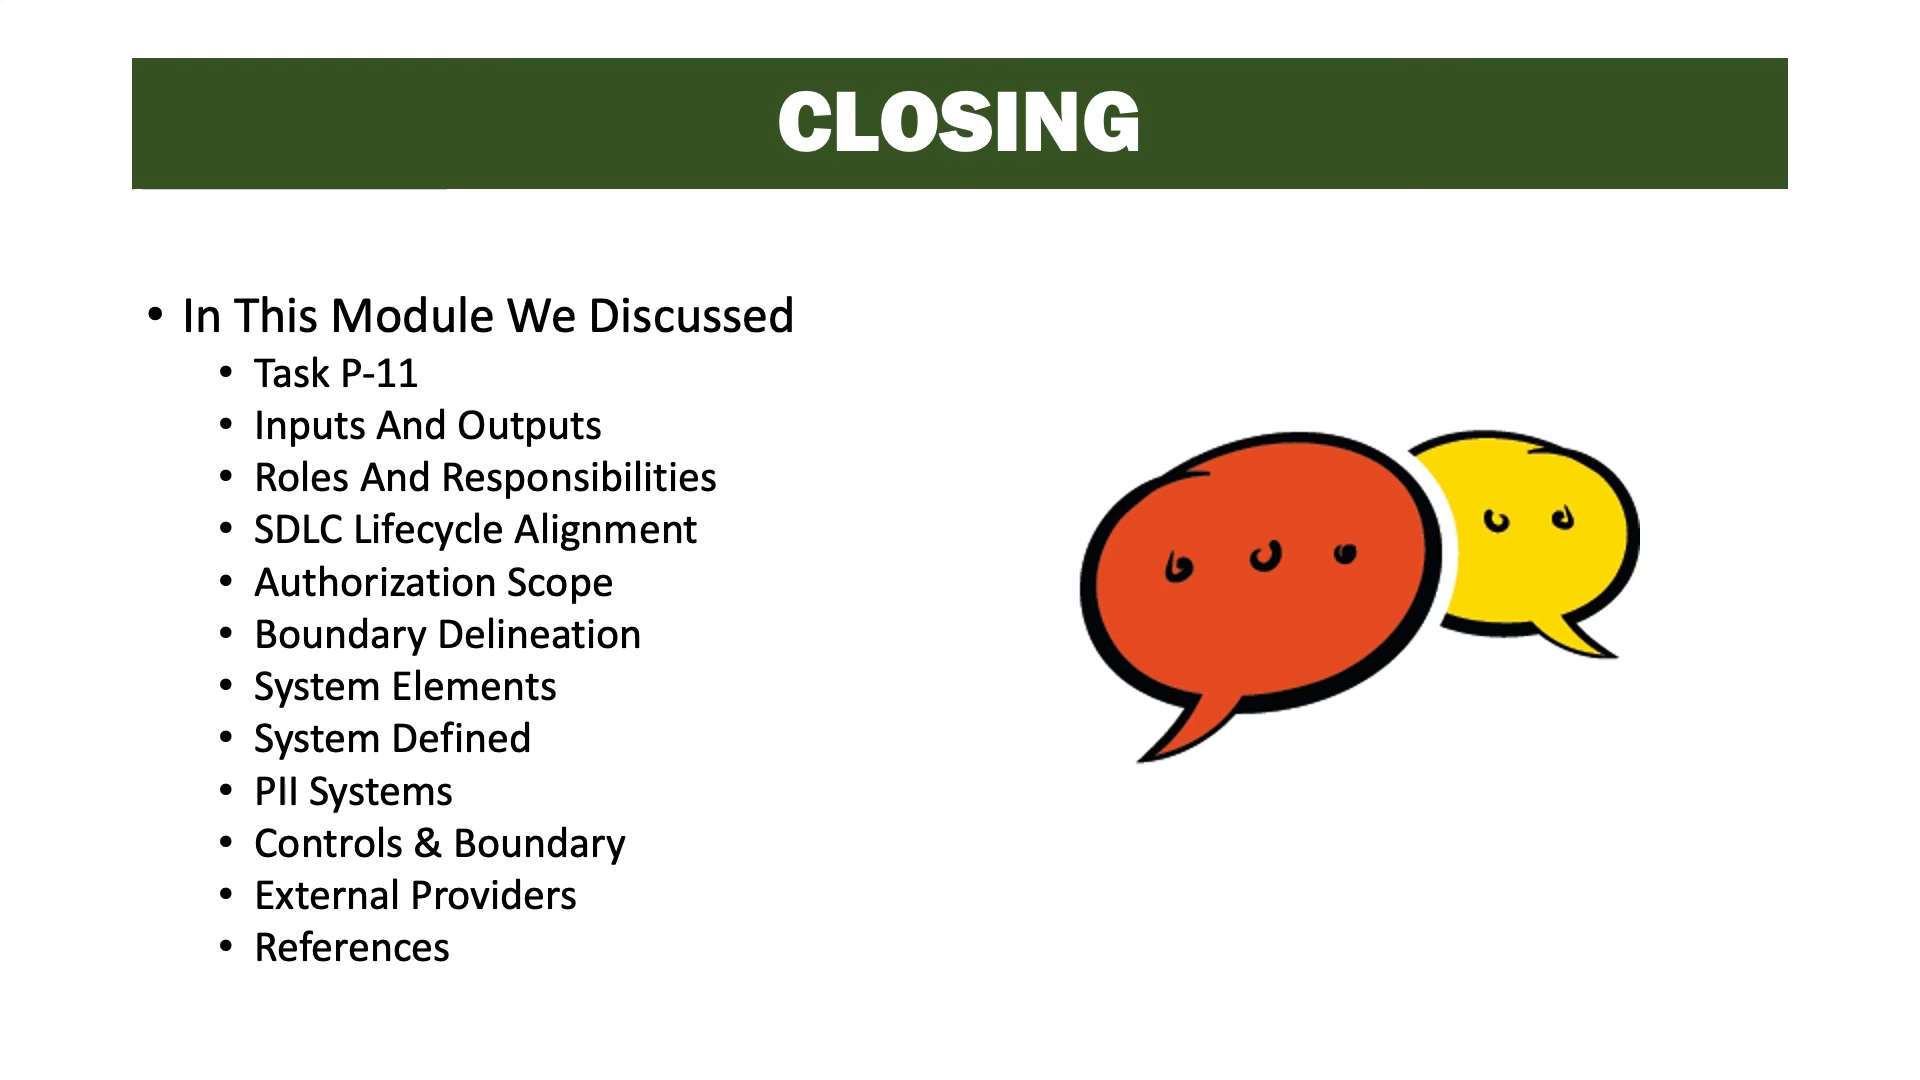 CLOSING
• In This Module We Discussed
• Task P-11
• Inputs And Outputs
• Roles And Responsibilities
• SDLC Lifecycle Alignment
• Authorization Scope
• Boundary Delineation
• System Elements
• System Defined
• PII Systems
• Controls & Boundary
• External Providers
• References